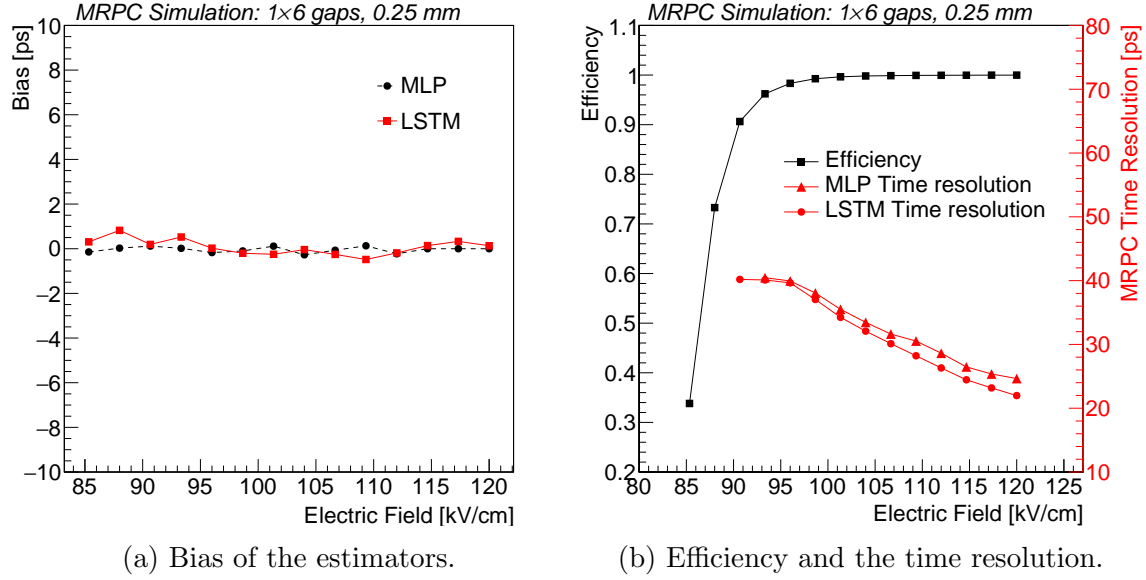 MRPC Simulation: 1×6 gaps, 0.25 mm
Bias [ps]
10
8
6
4
2
0
−2
−4
−6
−8
−10
MLP
LSTM
85 90 95 100 105 110 115 120
Electric Field [kV/cm]
(a) Bias of the estimators.
MRPC Simulation: 1×6 gaps, 0.25 mm
Efficiency
1.1
1
0.9
0.8
0.7
0.6
0.5
0.4
0.3
0.2
Efficiency
MLP Time resolution
LSTM Time resolution
80 85 90 95 100 105 110 115 120 125
Electric Field [kV/cm]
MRPC Time Resolution [ps]
80
70
60
50
40
30
20
10
(b) Efficiency and the time resolution.